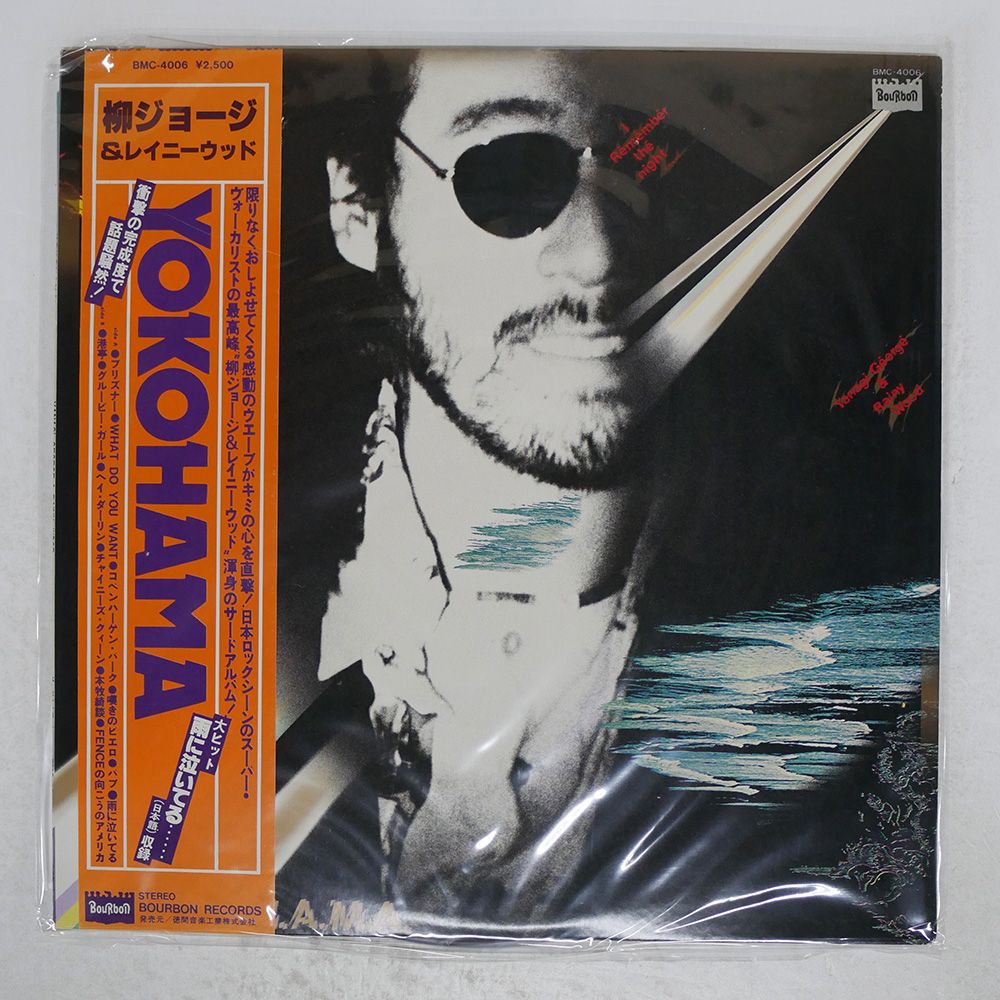 BMC-4006 ¥2,500
柳ジョージ
&レイニーウッド
YOKOHAMA
衝撃の完成度で
話題騒然!
限りなく、おしよせてくる感動のウエーブがキミの心を直撃!日本ロックシーンのスーパー・
ヴォーカリストの最高峰“柳ジョージ&レイニーウッド”渾身のサードアルバム!
大ヒット
雨に泣いてる……
(日本語)収録
side A ●プリズナー●WHAT DO YOU WANT●コペンハーゲン・パーク●嘆きのピエロ●ハブ●雨に泣いてる
side B ●港亭●グルービー・ガール●ヘイ・ダーリン●チャイニーズ・クィーン●本牧綺談●FENCEの向こうのアメリカ
BouRboN
STEREO
BOURBON RECORDS
発売元/徳間音楽工業株式会社
BMC-4006
BouRboN
I
Remember
the
night
Yanagi George
&
Rainy
Wood
.A.M.A